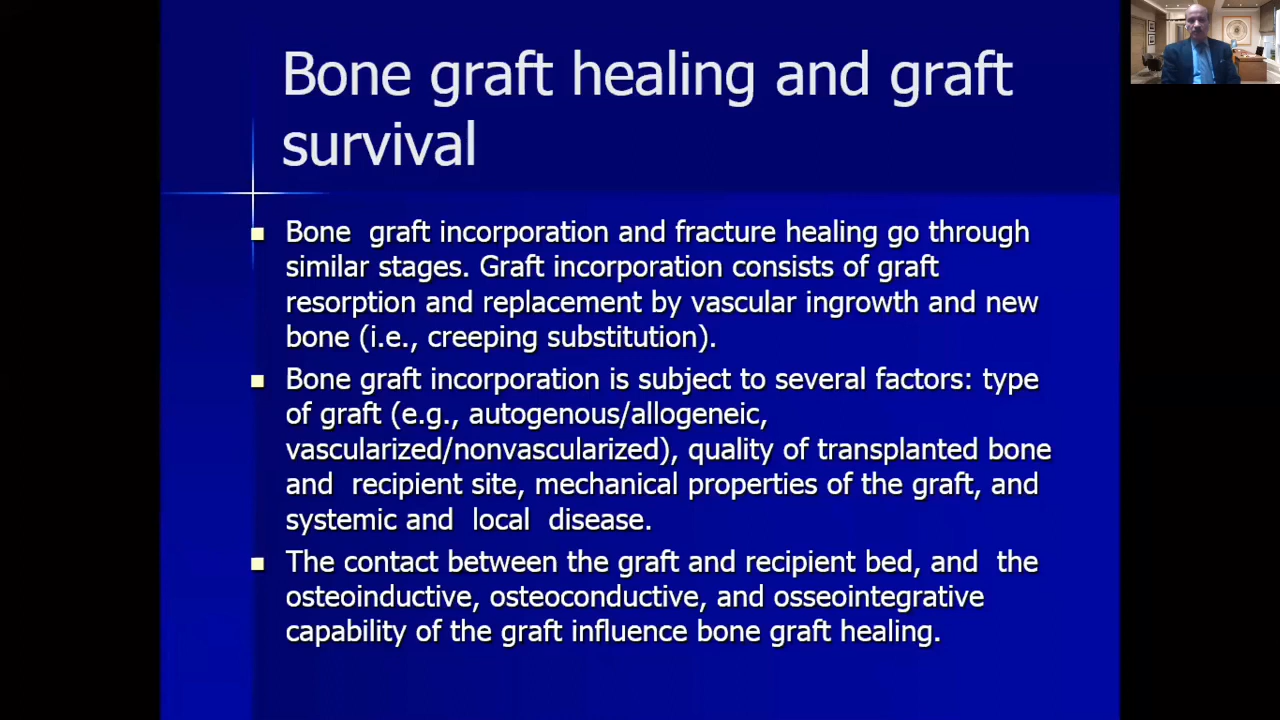 Bone graft healing and graft
survival
Bone graft incorporation and fracture healing go through
similar stages. Graft incorporation consists of graft
resorption and replacement by vascular ingrowth and new
bone (i.e., creeping substitution).
Bone graft incorporation is subject to several factors: type
of graft (e.g., autogenous/allogeneic,
vascularized/nonvascularized), quality of transplanted bone
and recipient site, mechanical properties of the graft, and
systemic and local disease.
The contact between the graft and recipient bed, and the
osteoinductive, osteoconductive, and osseointegrative
capability of the graft influence bone graft healing.